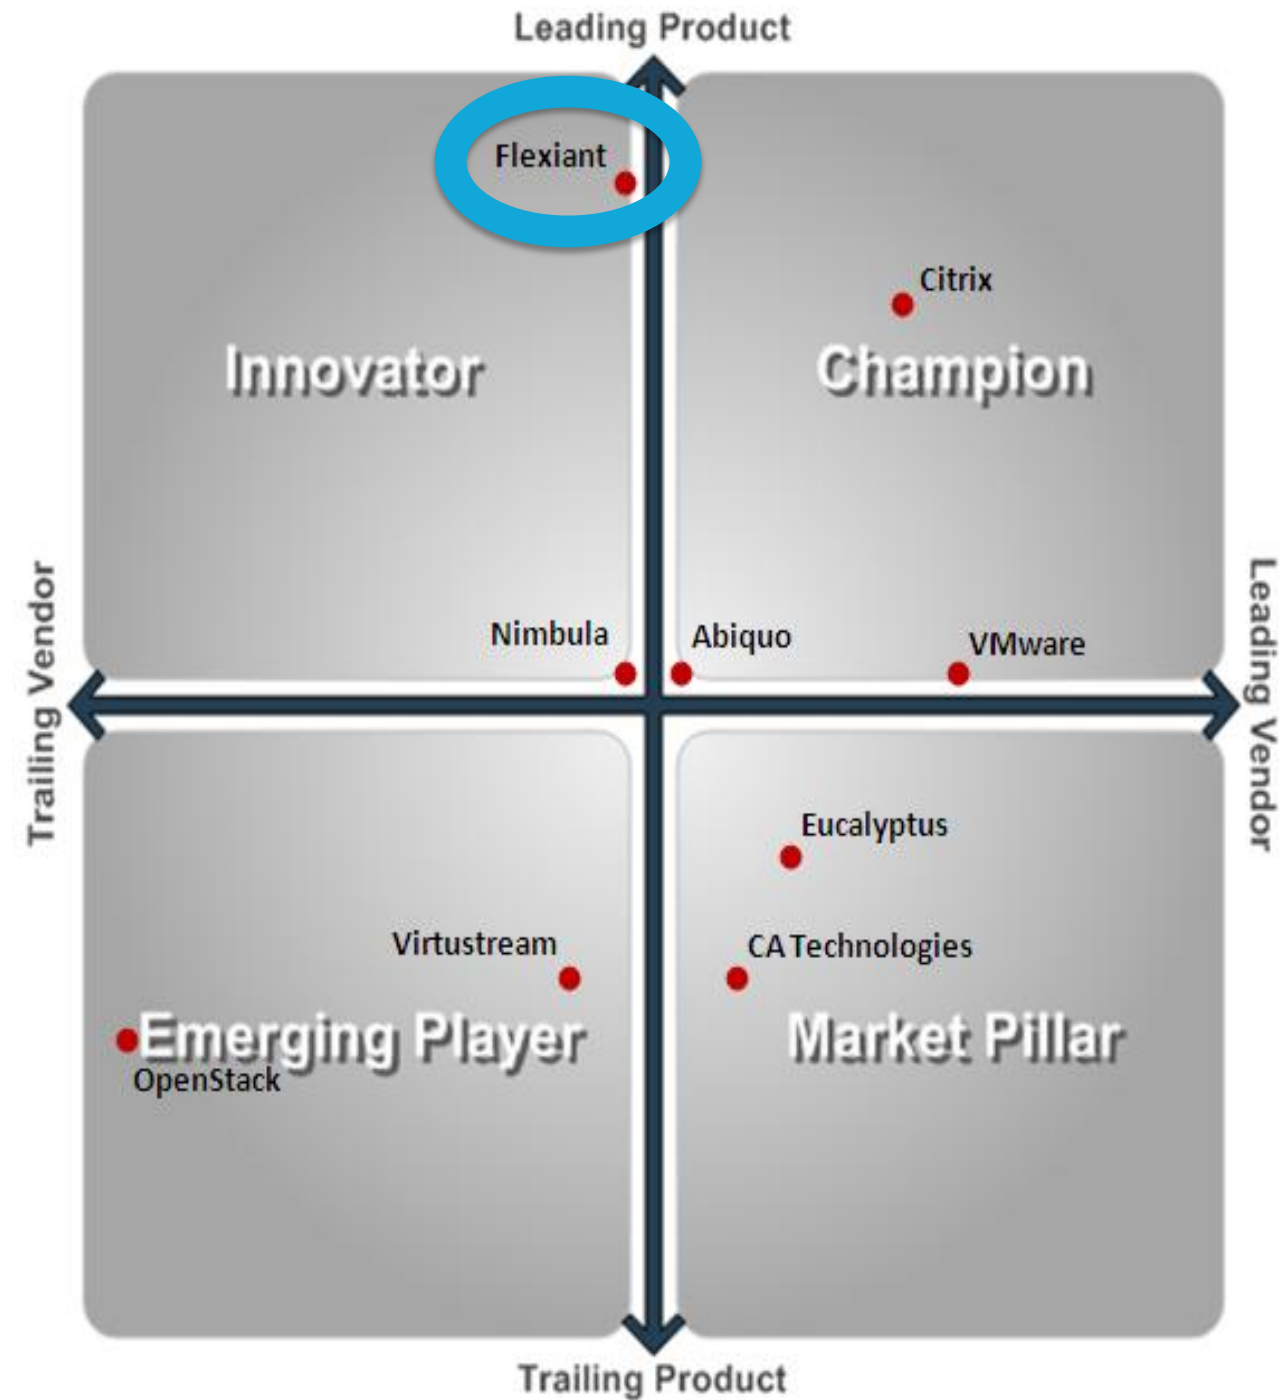 Leading Product
Flexiant
Citrix
Innovator
Champion
Nimbula
Abiquo
VMware
Trailing Vendor
Leading Vendor
Eucalyptus
Virtustream
CA Technologies
Emerging Player
Market Pillar
OpenStack
Trailing Product